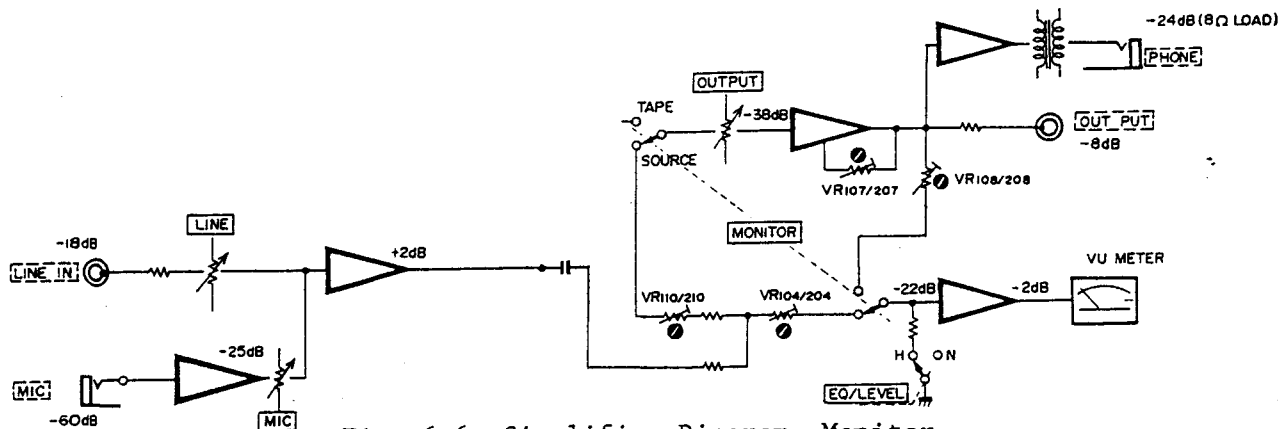 -24dB (8Ω LOAD)
PHONE
OUTPUT
TAPE
-38dB
SOURCE
OUT PUT
-8dB
VR107/207
VR108/208
LINE
-18dB
LINE IN
+2dB
MONITOR
VU METER
VR110/210
VR104/204
-22dB
-2dB
H
N
-25dB
MIC
-60dB
MIC
EQ/LEVEL
Simplified Diagram, Monitor